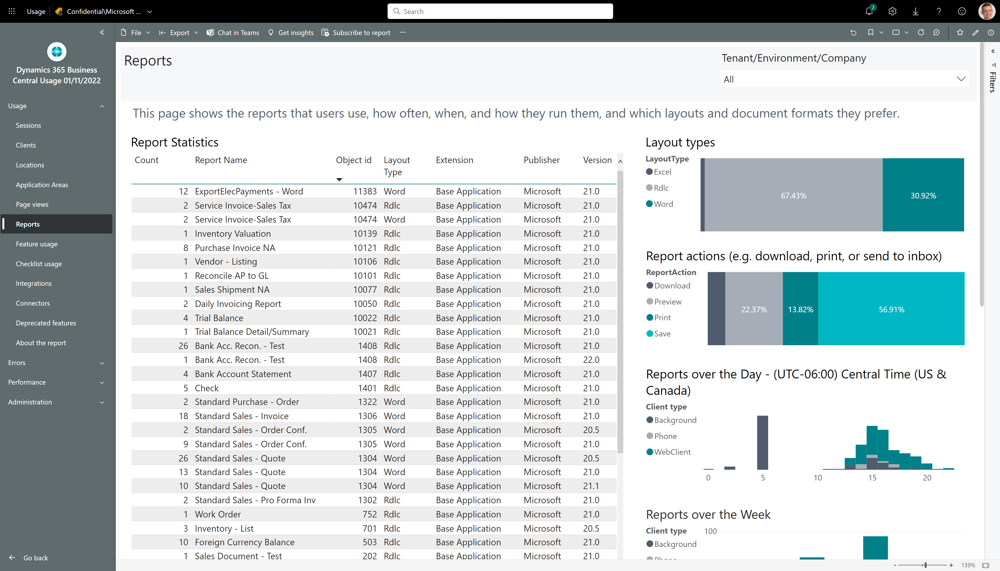 Usage
Confidential\Microsoft ...
Search
2
File
Export
Chat in Teams
Get insights
Subscribe to report
...
Dynamics 365 Business
Central Usage 01/11/2022
Usage
Sessions
Clients
Locations
Application Areas
Page views
Reports
Feature usage
Checklist usage
Integrations
Connectors
Deprecated features
About the report
Errors
Performance
Administration
Go back
Reports
Tenant/Environment/Company
All
Filters
This page shows the reports that users use, how often, when, and how they run them, and which layouts and document formats they prefer.
Report Statistics
Count Report Name Object id Layout Type Extension Publisher Version
12 ExportElecPayments - Word 11383 Word Base Application Microsoft 21.0
2 Service Invoice-Sales Tax 10474 Rdlc Base Application Microsoft 21.0
2 Service Invoice-Sales Tax 10474 Word Base Application Microsoft 21.0
1 Inventory Valuation 10139 Rdlc Base Application Microsoft 21.0
8 Purchase Invoice NA 10121 Rdlc Base Application Microsoft 21.0
1 Vendor - Listing 10106 Rdlc Base Application Microsoft 21.0
1 Reconcile AP to GL 10101 Rdlc Base Application Microsoft 21.0
1 Sales Shipment NA 10077 Rdlc Base Application Microsoft 21.0
2 Daily Invoicing Report 10050 Rdlc Base Application Microsoft 21.0
4 Trial Balance 10022 Rdlc Base Application Microsoft 21.0
1 Trial Balance Detail/Summary 10021 Rdlc Base Application Microsoft 21.0
26 Bank Acc. Recon. - Test 1408 Rdlc Base Application Microsoft 21.0
1 Bank Acc. Recon. - Test 1408 Rdlc Base Application Microsoft 22.0
4 Bank Account Statement 1407 Rdlc Base Application Microsoft 21.0
5 Check 1401 Rdlc Base Application Microsoft 21.0
2 Standard Purchase - Order 1322 Word Base Application Microsoft 21.0
18 Standard Sales - Invoice 1306 Word Base Application Microsoft 21.0
2 Standard Sales - Order Conf. 1305 Word Base Application Microsoft 20.5
9 Standard Sales - Order Conf. 1305 Word Base Application Microsoft 21.0
26 Standard Sales - Quote 1304 Word Base Application Microsoft 20.5
13 Standard Sales - Quote 1304 Word Base Application Microsoft 21.0
10 Standard Sales - Quote 1304 Word Base Application Microsoft 21.1
2 Standard Sales - Pro Forma Inv 1302 Rdlc Base Application Microsoft 21.0
1 Work Order 752 Rdlc Base Application Microsoft 21.0
3 Inventory - List 701 Rdlc Base Application Microsoft 20.5
10 Foreign Currency Balance 503 Rdlc Base Application Microsoft 21.0
1 Sales Document - Test 202 Rdlc Base Application Microsoft 21.0
Layout types
LayoutType
Excel
Rdlc
Word
67.43%
30.92%
Report actions (e.g. download, print, or send to inbox)
ReportAction
Download
Preview
Print
Save
22.37%
13.82%
56.91%
Reports over the Day - (UTC-06:00) Central Time (US &
Canada)
Client type
Background
Phone
WebClient
0 5 10 15 20
Reports over the Week
Client type
100
Background
Phone
139%